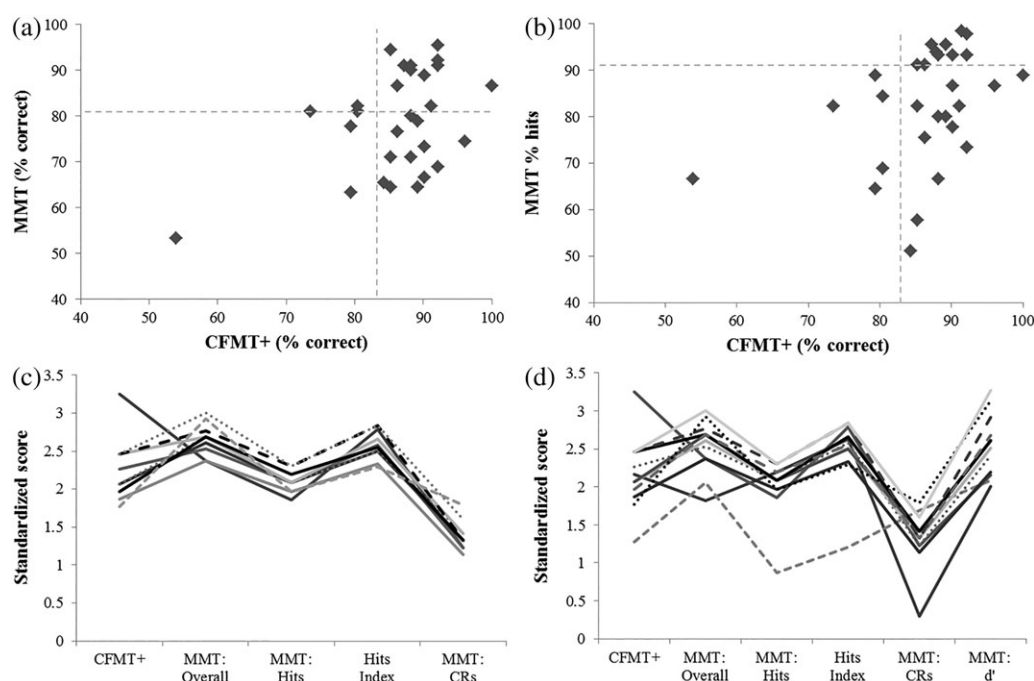 (a)
100
90
80
70
60
50
40
MMT (% correct)
40 50 60 70 80 90 100
CFMT+ (% correct)
(b)
100
90
80
70
60
50
40
MMT % hits
40 50 60 70 80 90 100
CFMT+ (% correct)
(c)
3.5
3
2.5
2
1.5
1
0.5
0
Standardized score
CFMT+ MMT: MMT: Hits MMT:
Overall Hits Index CRs
(d)
3.5
3
2.5
2
1.5
1
0.5
0
Standardized score
CFMT+ MMT: MMT: Hits MMT: MMT:
Overall Hits Index CRs d'